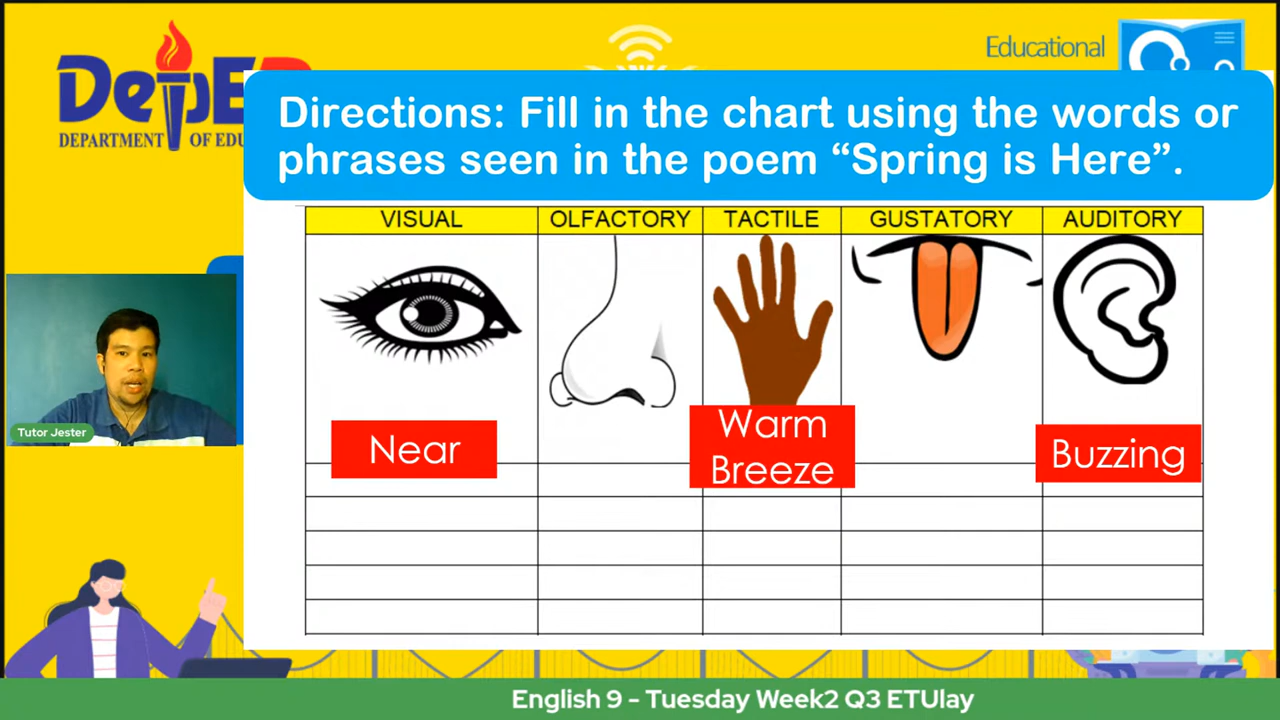 DepED
DEPARTMENT OF EDU
Educational
Directions: Fill in the chart using the words or
phrases seen in the poem “Spring is Here”.
VISUAL OLFACTORY TACTILE GUSTATORY AUDITORY
Near
Warm
Breeze
Buzzing
Tutor Jester
English 9 - Tuesday Week2 Q3 ETUlay